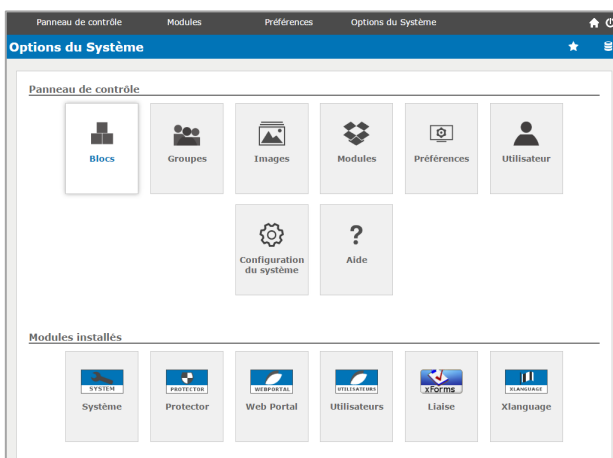 Panneau de contrôle Modules Préférences Options du Système
Options du Système
Panneau de contrôle
Blocs Groupes Images Modules Préférences Utilisateur
Configuration
du système
Aide
Modules installés
SYSTEM PROTECTOR WEBPORTAL UTILISATEURS xForms XLANGUAGE
Système Protector Web Portal Utilisateurs Liaise Xlanguage